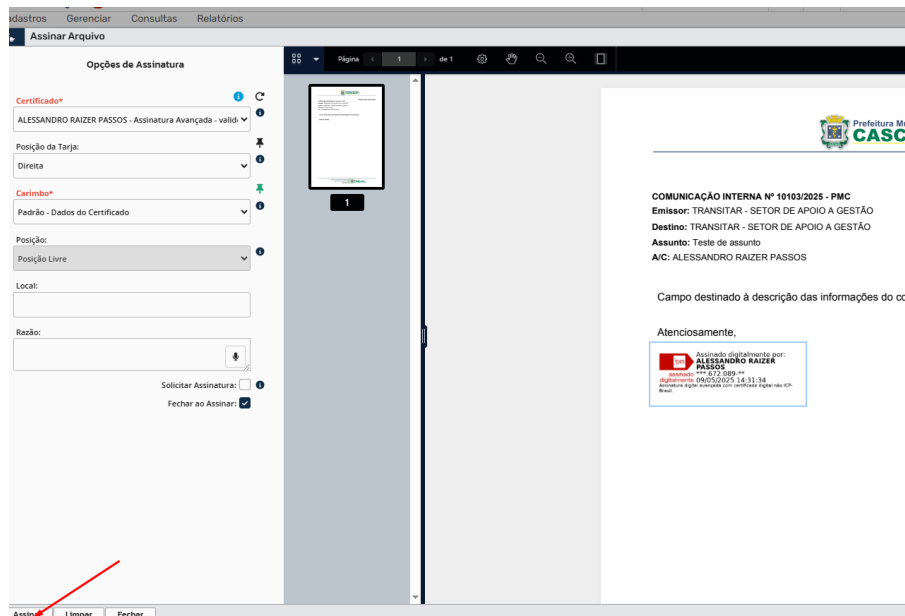 adastros Gerenciar Consultas Relatórios
Assinar Arquivo
Opções de Assinatura
Certificado*
ALESSANDRO RAIZER PASSOS - Assinatura Avançada - valid
Posição da Tarja:
Direita
Carimbo*
Padrão - Dados do Certificado
Posição:
Posição Livre
Local:
Razão:
Solicitar Assinatura:
Fechar ao Assinar:
Assina
Limpar
Fechar
Página 1 de 1
1
Prefeitura Mu
CASC
COMUNICAÇÃO INTERNA Nº 10103/2025 - PMC
Emissor: TRANSITAR - SETOR DE APOIO A GESTÃO
Destino: TRANSITAR - SETOR DE APOIO A GESTÃO
Assunto: Teste de assunto
A/C: ALESSANDRO RAIZER PASSOS
Campo destinado à descrição das informações do co
Atenciosamente,
assinado
digitalmente
Assinado digitalmente por:
ALESSANDRO RAIZER
PASSOS
***.672.089-**
09/05/2025 14:31:34
Assinatura digital avançada com certificado digital não ICP-
Brasil.